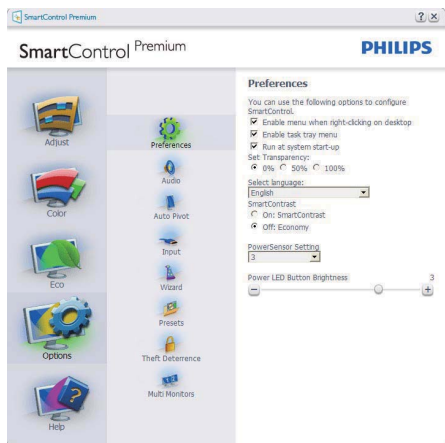 SmartControl Premium
SmartControl Premium
PHILIPS
Adjust
Color
Eco
Options
Help
Preferences
Audio
Auto Pivot
Input
Wizard
Presets
Theft Deterrence
Multi Monitors
Preferences
You can use the following options to configure
SmartControl.
Enable menu when right-clicking on desktop
Enable task tray menu
Run at system start-up
Set Transparency:
0% 50% 100%
Select language:
English
SmartContrast
On: SmartContrast
Off: Economy
PowerSensor Setting
3
Power LED Button Brightness 3